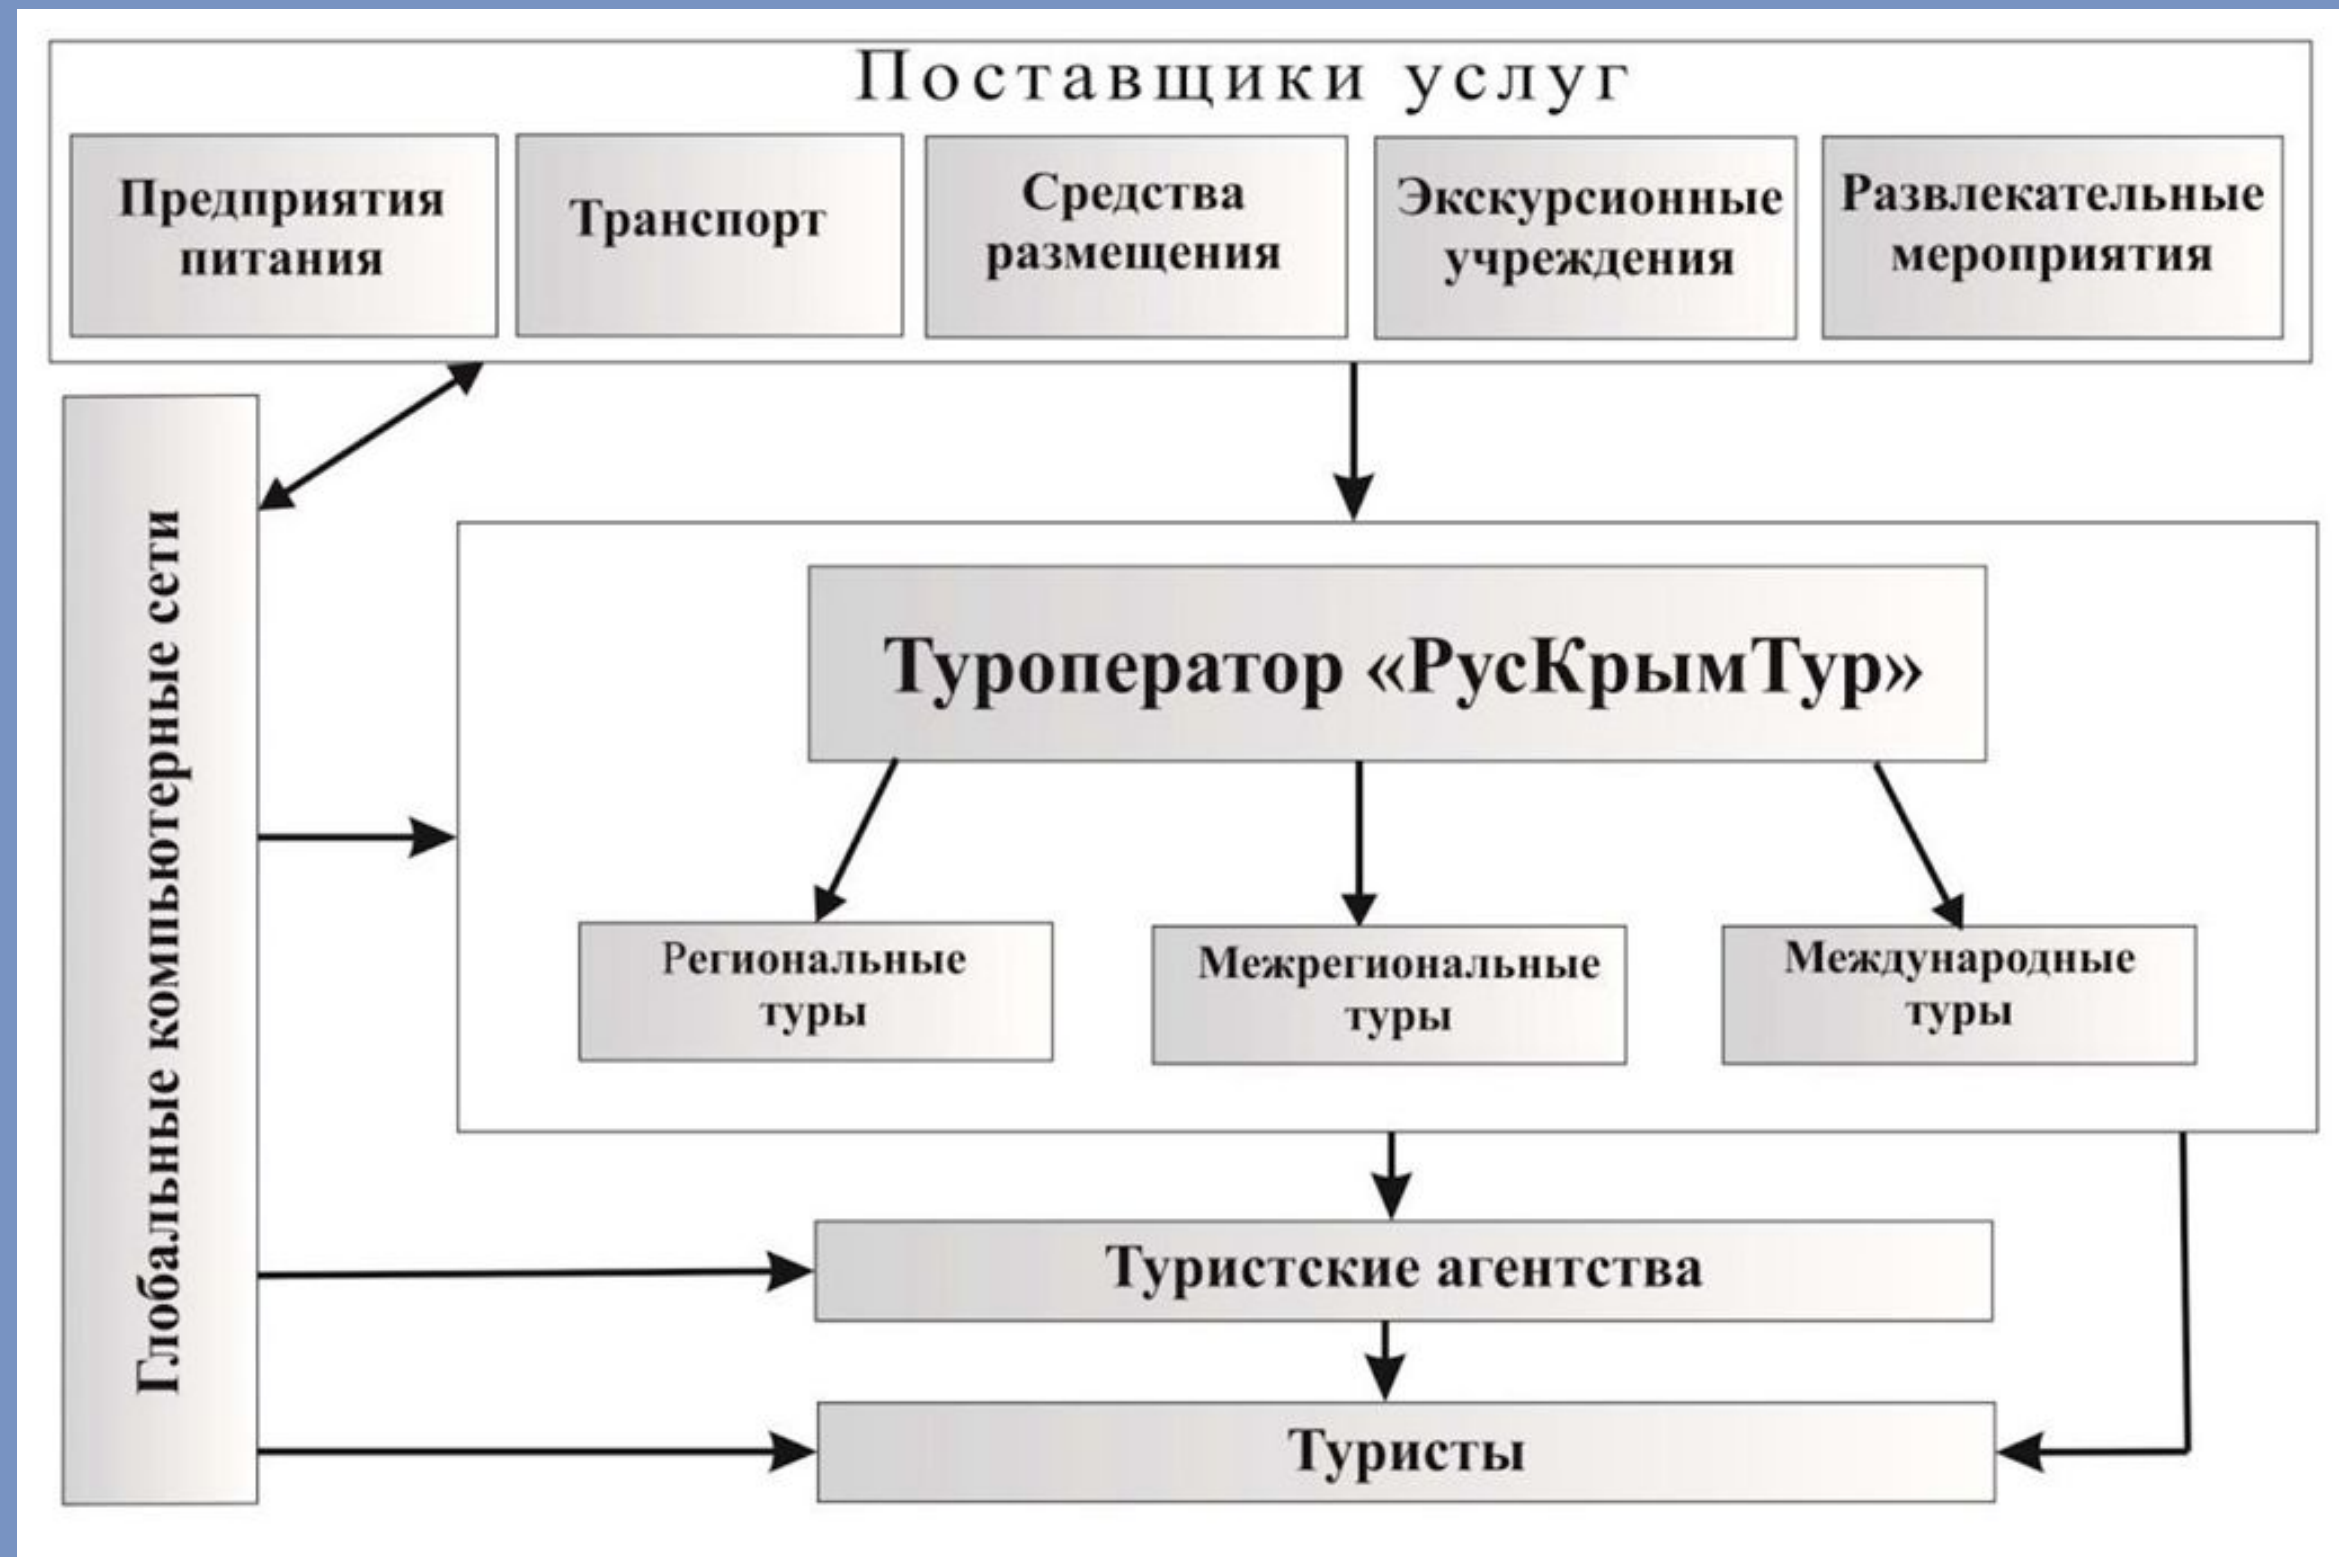 Поставщики услуг
Предприятия
питания
Транспорт
Средства
размещения
Экскурсионные
учреждения
Развлекательные
мероприятия
Глобальные компьютерные сети
Туроператор «РусКрымТур»
Региональные
туры
Межрегиональные
туры
Международные
туры
Туристские агентства
Туристы